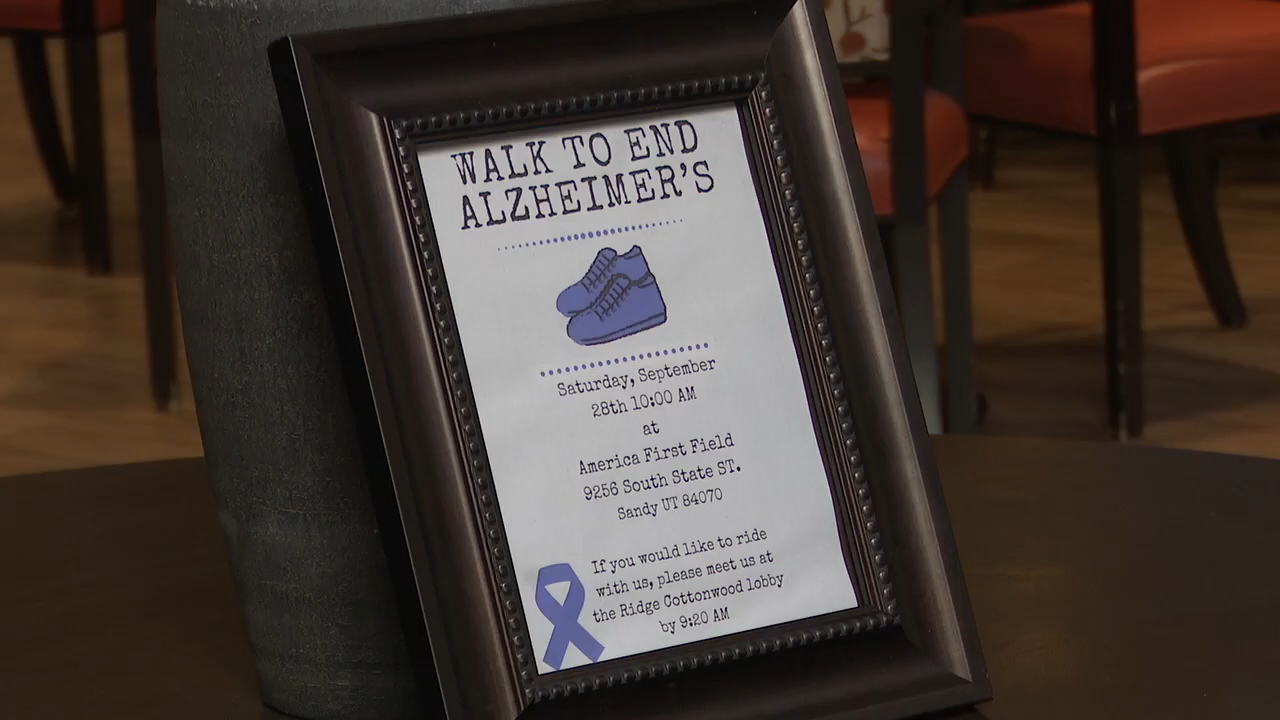 WALK TO END
ALZHEIMER'S
Saturday, September
28th 10:00 AM
at
America First Field
9256 South State ST.
Sandy UT 84070
If you would like to ride
with us, please meet us at
the Ridge Cottonwood lobby
by 9:20 AM